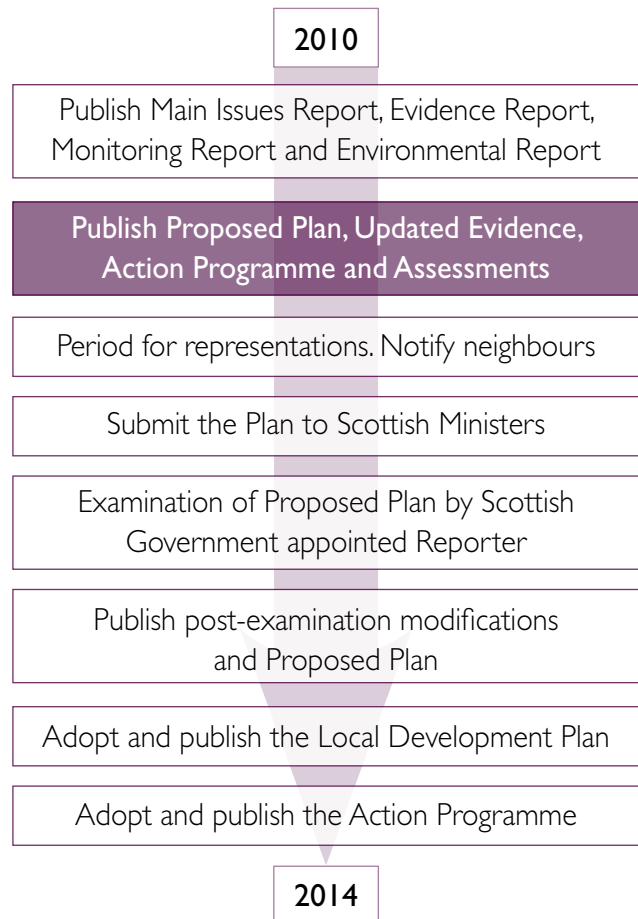 2010
Publish Main Issues Report, Evidence Report,
Monitoring Report and Environmental Report
Publish Proposed Plan, Updated Evidence,
Action Programme and Assessments
Period for representations. Notify neighbours
Submit the Plan to Scottish Ministers
Examination of Proposed Plan by Scottish
Government appointed Reporter
Publish post-examination modifications
and Proposed Plan
Adopt and publish the Local Development Plan
Adopt and publish the Action Programme
2014